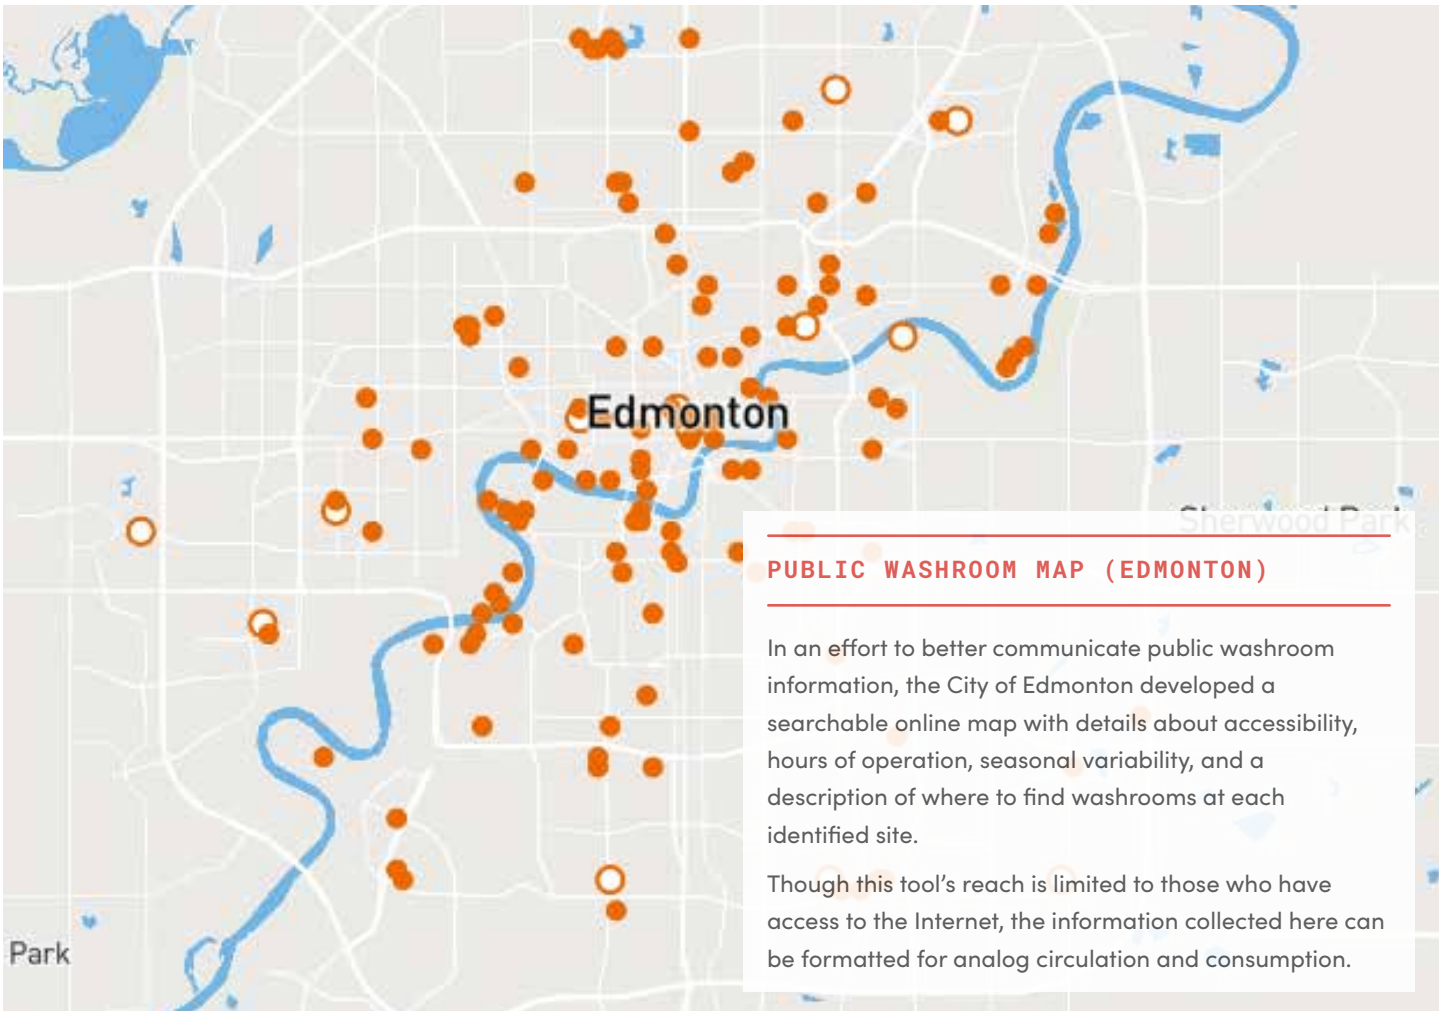 Edmonton
Sherwood Park
PUBLIC WASHROOM MAP (EDMONTON)
In an effort to better communicate public washroom
information, the City of Edmonton developed a
searchable online map with details about accessibility,
hours of operation, seasonal variability, and a
description of where to find washrooms at each
identified site.
Though this tool’s reach is limited to those who have
access to the Internet, the information collected here can
be formatted for analog circulation and consumption.
Park